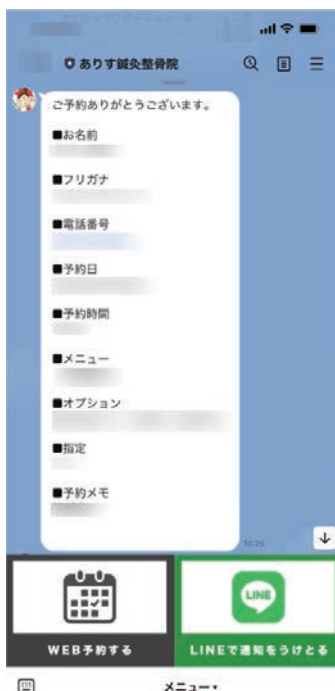 ありす鍼灸整骨院
ご予約ありがとうございます。
■お名前
■フリガナ
■電話番号
■予約日
■予約時間
■メニュー
■オプション
■指定
■予約メモ
10:25
LINE
WEB予約する
LINEで通知をうけとる
メニュー▾